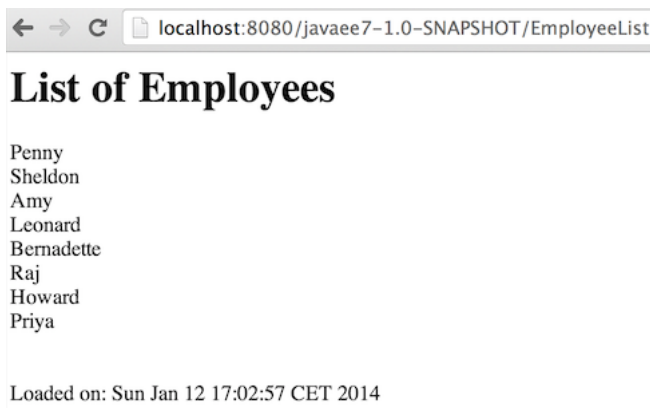 localhost:8080/javaee7-1.0-SNAPSHOT/EmployeeList
List of Employees
Penny
Sheldon
Amy
Leonard
Bernadette
Raj
Howard
Priya
Loaded on: Sun Jan 12 17:02:57 CET 2014